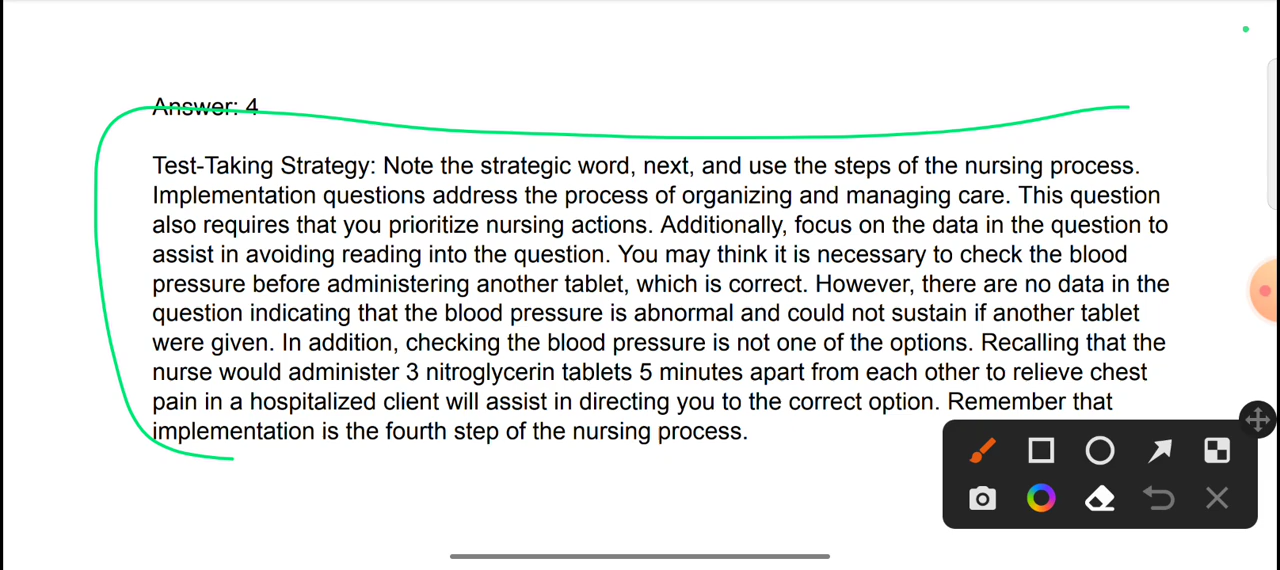 Answer: 4
Test-Taking Strategy: Note the strategic word, next, and use the steps of the nursing process.
Implementation questions address the process of organizing and managing care. This question
also requires that you prioritize nursing actions. Additionally, focus on the data in the question to
assist in avoiding reading into the question. You may think it is necessary to check the blood
pressure before administering another tablet, which is correct. However, there are no data in the
question indicating that the blood pressure is abnormal and could not sustain if another tablet
were given. In addition, checking the blood pressure is not one of the options. Recalling that the
nurse would administer 3 nitroglycerin tablets 5 minutes apart from each other to relieve chest
pain in a hospitalized client will assist in directing you to the correct option. Remember that
implementation is the fourth step of the nursing process.